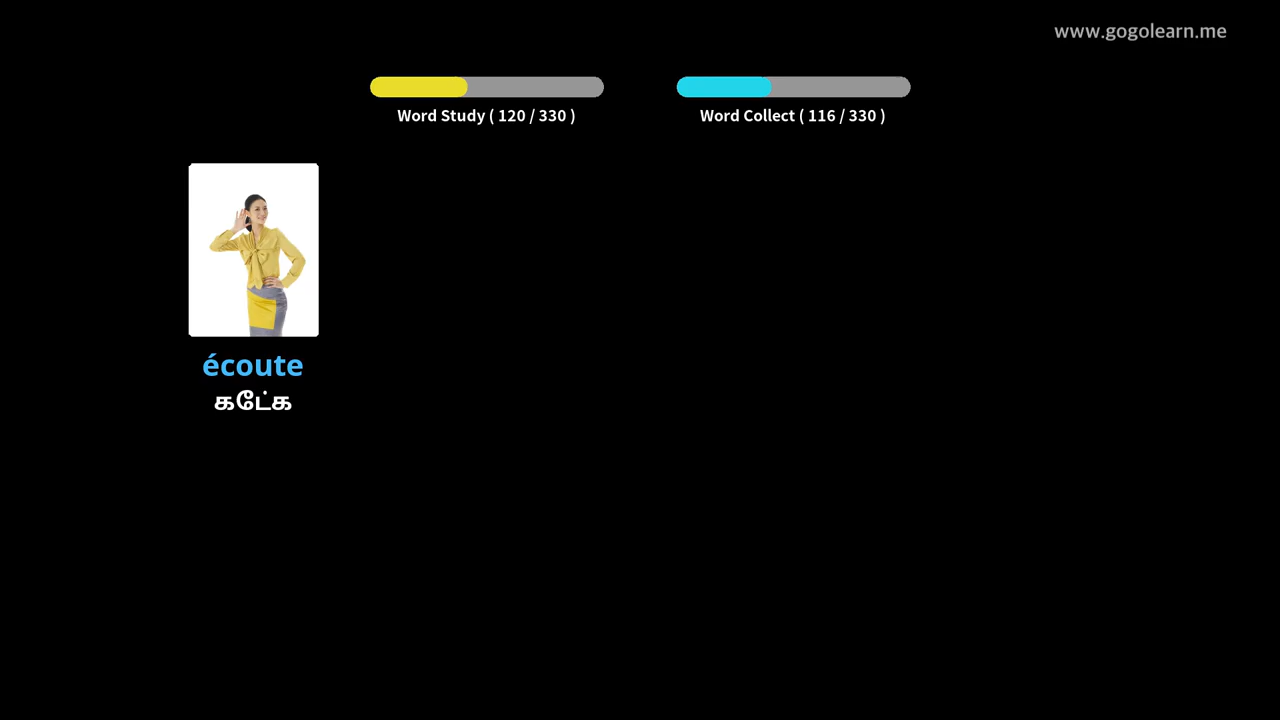 www.gogolearn.me
Word Study ( 120 / 330 )
Word Collect ( 116 / 330 )
écoute
கேட்க